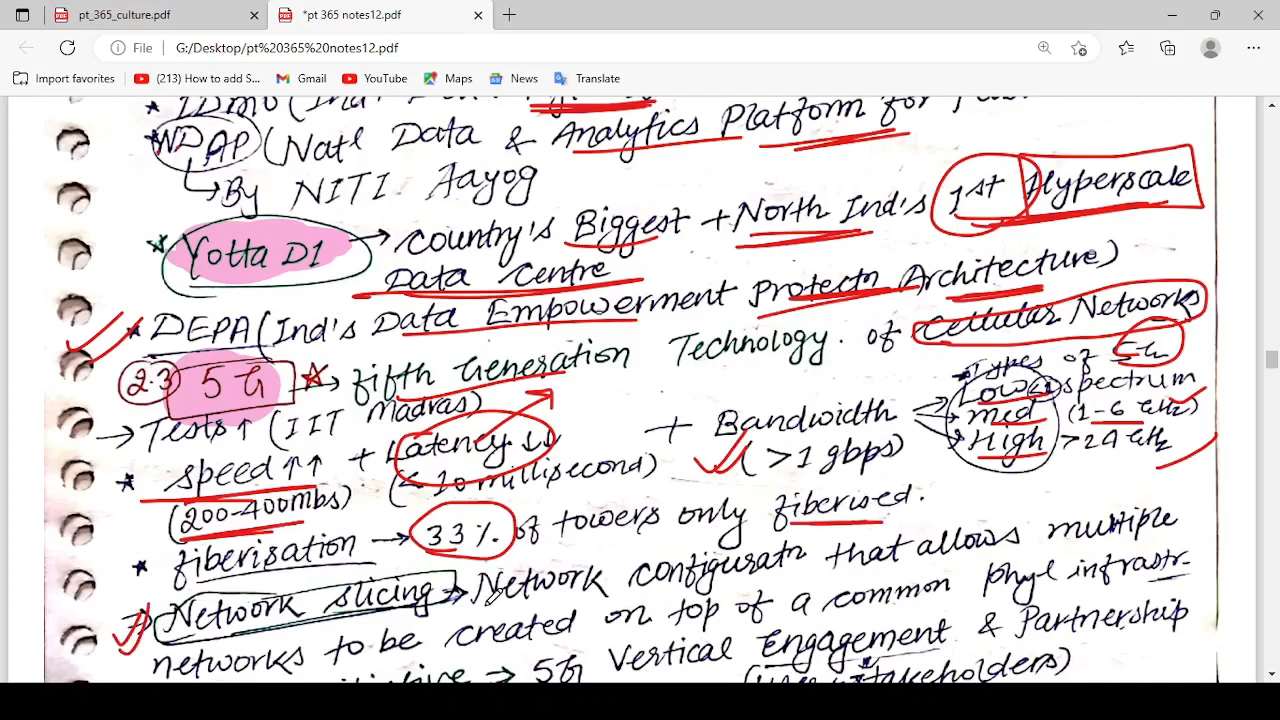 pt_365_culture.pdf
*pt 365 notes12.pdf
File
G:/Desktop/pt%20365%20notes12.pdf
Import favorites
(213) How to add S...
Gmail
YouTube
Maps
News
Translate
NDAP (Natl Data & Analytics Platform for
By NITI Aayog
Yotta D1 → Country's Biggest + North Ind's 1st Hyperscale
Data Centre
* DEPA (Ind's Data Empowerment Protectn Architecture)
2.3 5G → fifth Generation Technology. of Cellular Networks
→ Tests ↑ (IIT Madras)
Types of 5G
Low spectrum
med (1-6 GHz)
High > 24 GHz
* speed ↑↑ + Latency ↓↓ + Bandwidth
(200-400mbs) (< 10 millisecond) (>1 gbps)
* fiberisation → 33% of towers only fiberised.
→ Network slicing → Network configuratn that allows multiple
networks to be created on top of a common phyl infrastr-
→ 5G Vertical Engagement & Partnership
stakeholders)